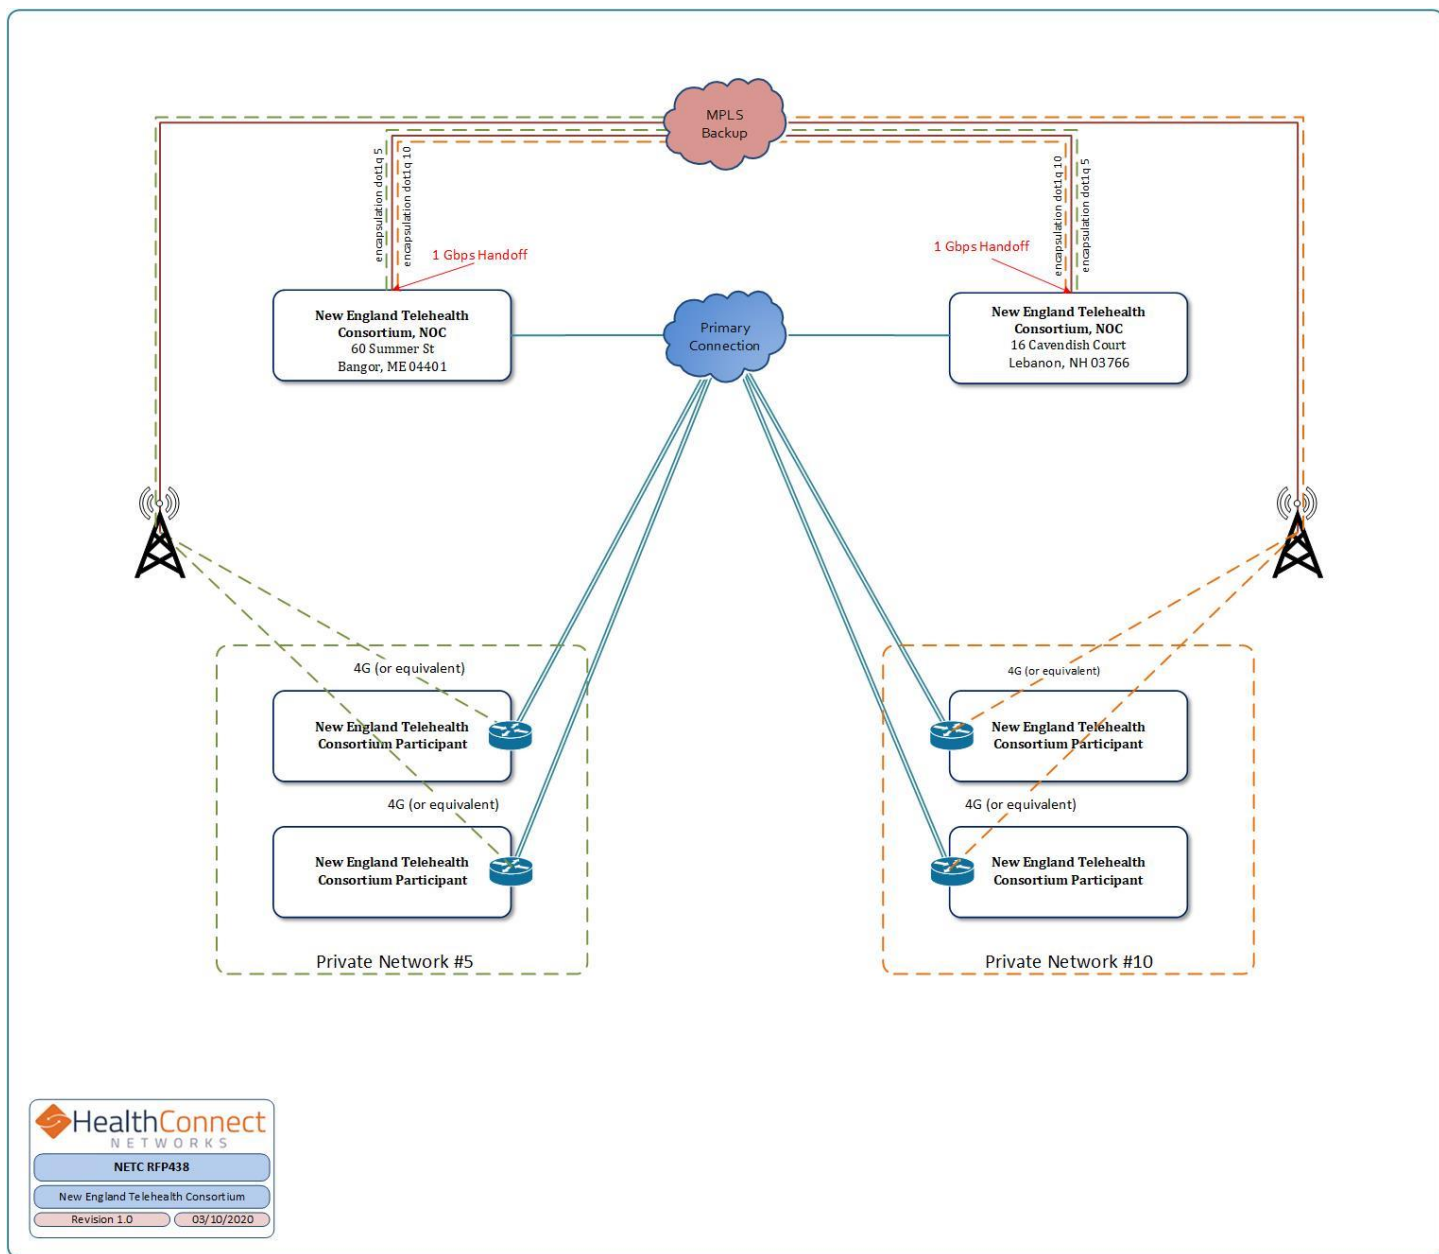 MPLS
Backup
encapsulation dot1q 5
encapsulation dot1q 10
encapsulation dot1q 10
encapsulation dot1q 5
1 Gbps Handoff
1 Gbps Handoff
New England Telehealth
Consortium, NOC
60 Summer St
Bangor, ME 04401
Primary
Connection
New England Telehealth
Consortium, NOC
16 Cavendish Court
Lebanon, NH 03766
4G (or equivalent)
New England Telehealth
Consortium Participant
4G (or equivalent)
New England Telehealth
Consortium Participant
Private Network #5
4G (or equivalent)
New England Telehealth
Consortium Participant
4G (or equivalent)
New England Telehealth
Consortium Participant
Private Network #10
HealthConnect
NETWORKS
NETC RFP438
New England Telehealth Consortium
Revision 1.0
03/10/2020